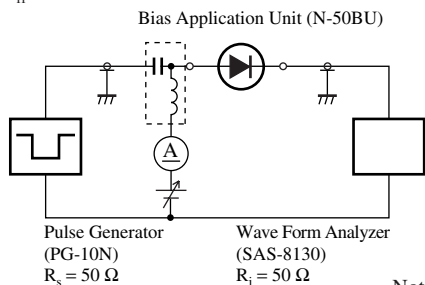 Bias Application Unit (N-50BU)
A
Pulse Generator
(PG-10N)
Rs = 50 Ω
Wave Form Analyzer
(SAS-8130)
Ri = 50 Ω